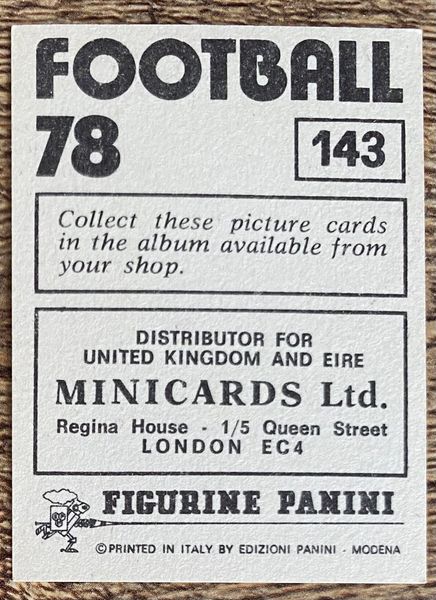 FOOTBALL
78
143
Collect these picture cards
in the album available from
your shop.
DISTRIBUTOR FOR
UNITED KINGDOM AND EIRE
MINICARDS Ltd.
Regina House - 1/5 Queen Street
LONDON EC4
FIGURINE PANINI
©PRINTED IN ITALY BY EDIZIONI PANINI - MODENA